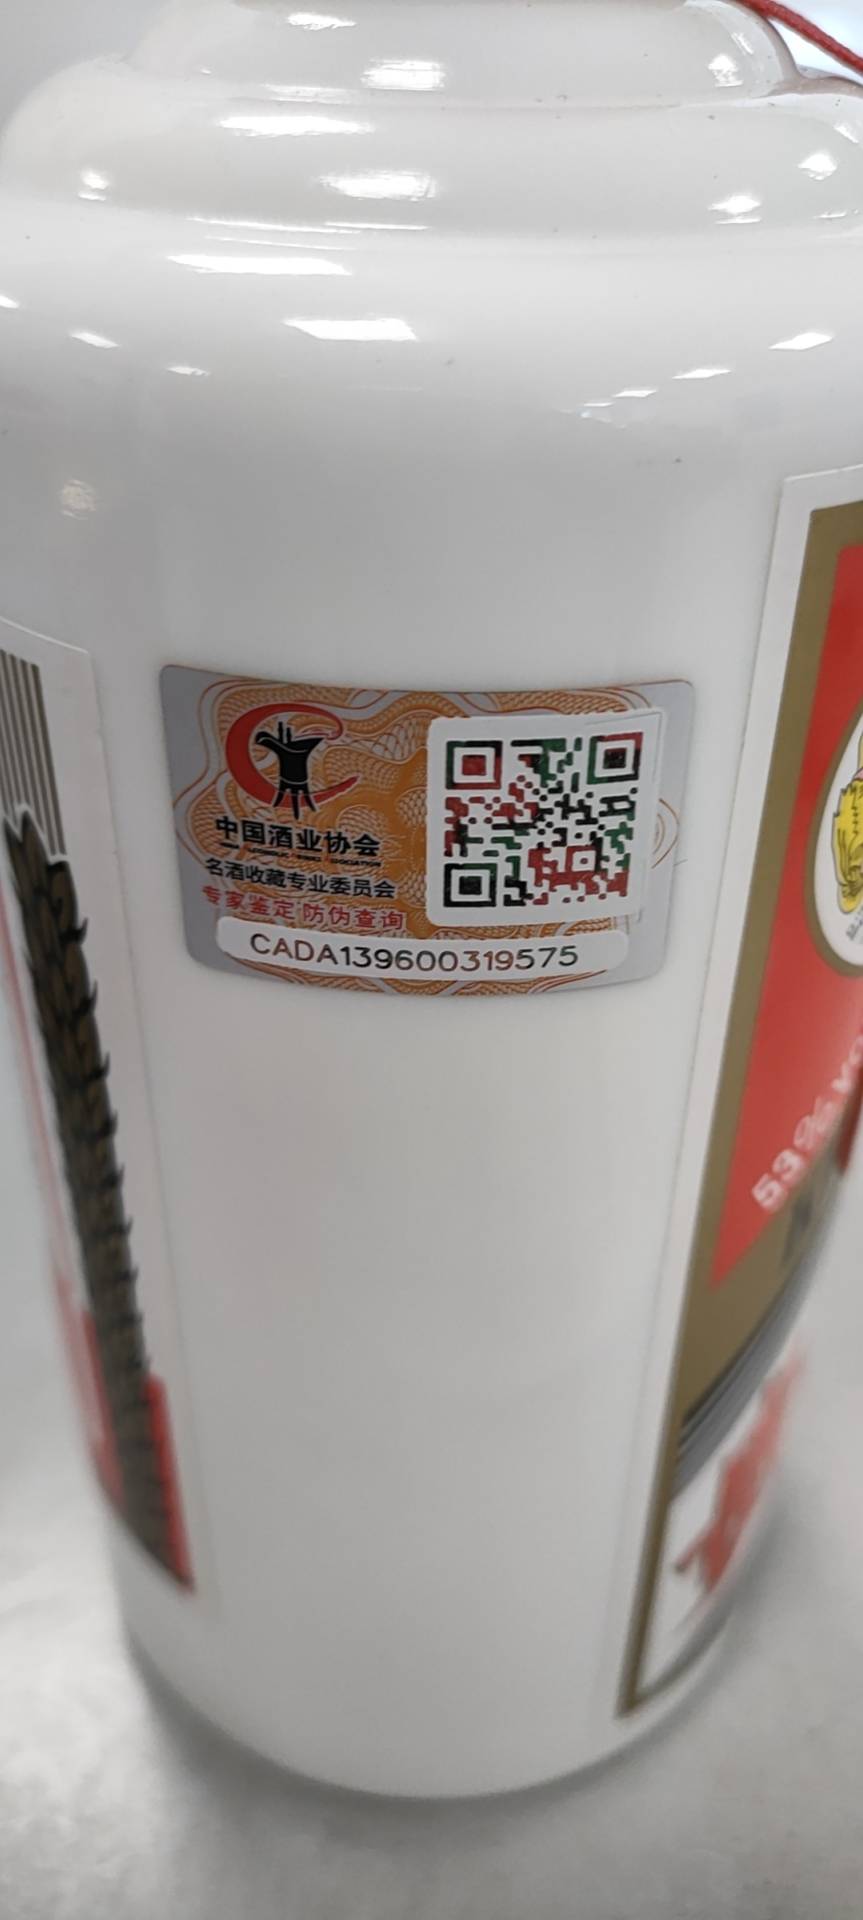 中国酒业协会
名酒收藏专业委员会
专家鉴定 防伪查询
CADA139600319575
53%